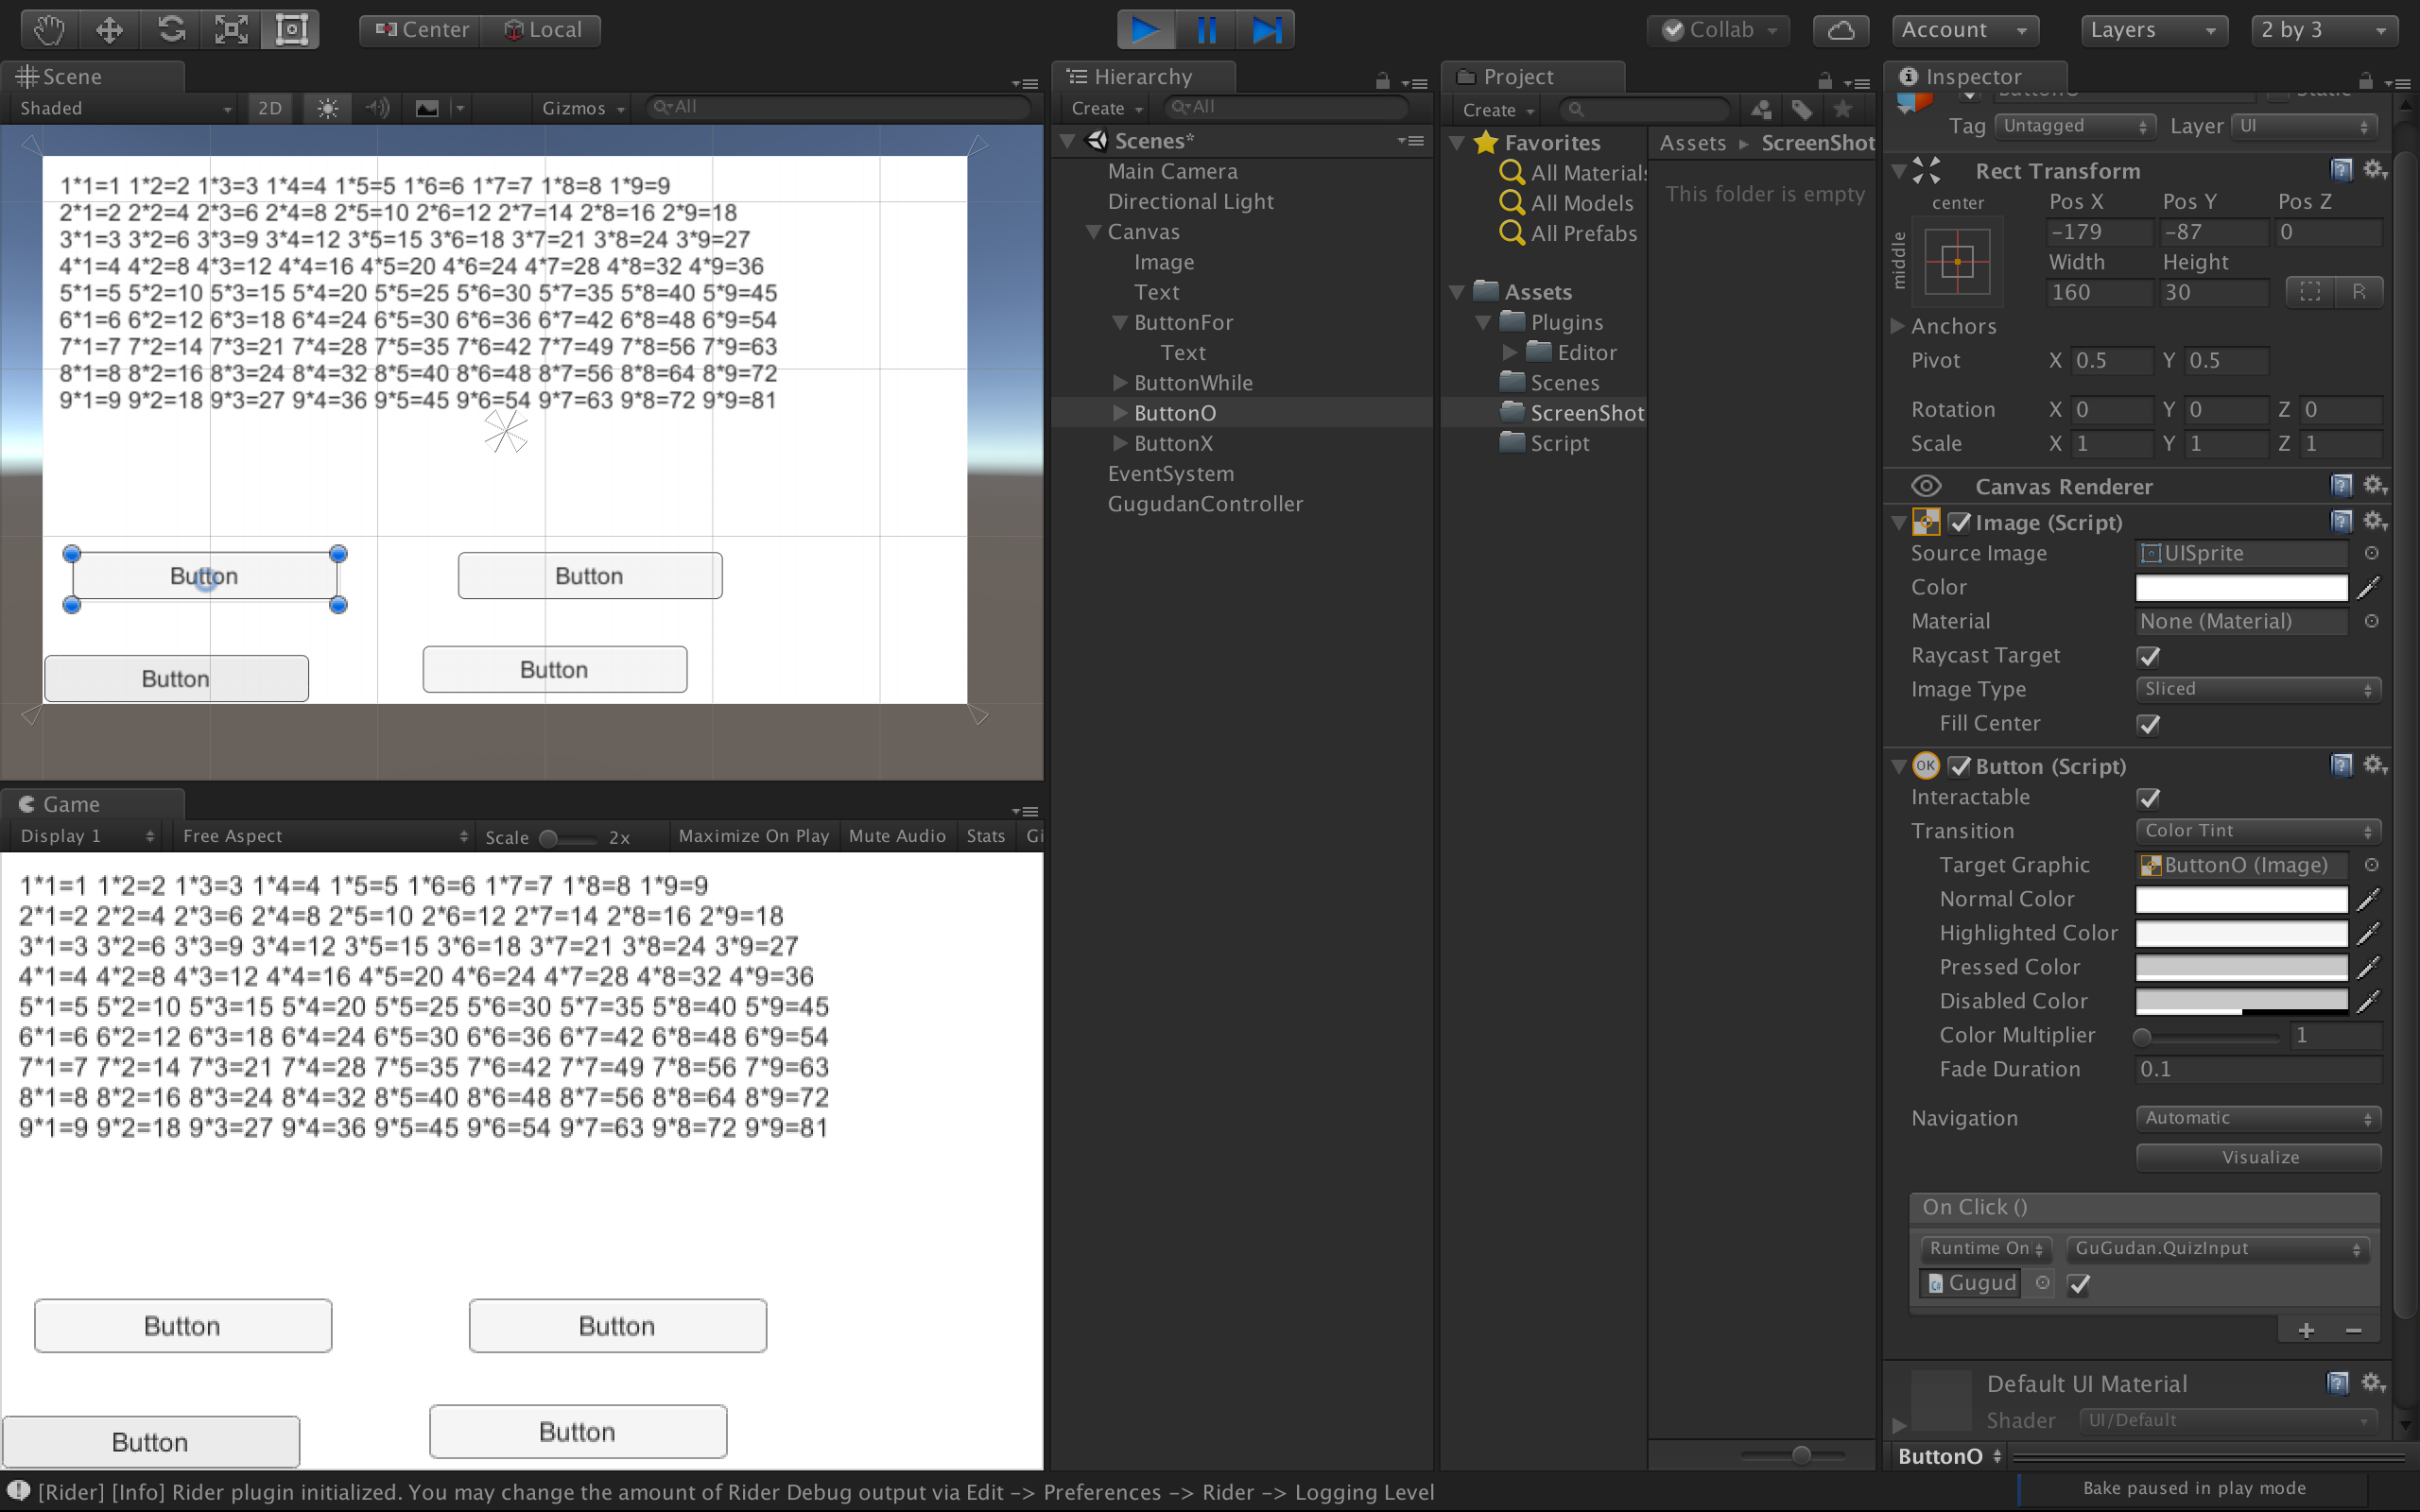 Center Local Collab Account Layers 2 by 3
Scene
Shaded 2D Gizmos All
1*1=1 1*2=2 1*3=3 1*4=4 1*5=5 1*6=6 1*7=7 1*8=8 1*9=9
2*1=2 2*2=4 2*3=6 2*4=8 2*5=10 2*6=12 2*7=14 2*8=16 2*9=18
3*1=3 3*2=6 3*3=9 3*4=12 3*5=15 3*6=18 3*7=21 3*8=24 3*9=27
4*1=4 4*2=8 4*3=12 4*4=16 4*5=20 4*6=24 4*7=28 4*8=32 4*9=36
5*1=5 5*2=10 5*3=15 5*4=20 5*5=25 5*6=30 5*7=35 5*8=40 5*9=45
6*1=6 6*2=12 6*3=18 6*4=24 6*5=30 6*6=36 6*7=42 6*8=48 6*9=54
7*1=7 7*2=14 7*3=21 7*4=28 7*5=35 7*6=42 7*7=49 7*8=56 7*9=63
8*1=8 8*2=16 8*3=24 8*4=32 8*5=40 8*6=48 8*7=56 8*8=64 8*9=72
9*1=9 9*2=18 9*3=27 9*4=36 9*5=45 9*6=54 9*7=63 9*8=72 9*9=81
Button Button
Button Button
Game
Display 1 Free Aspect Scale 2x Maximize On Play Mute Audio Stats Gi
1*1=1 1*2=2 1*3=3 1*4=4 1*5=5 1*6=6 1*7=7 1*8=8 1*9=9
2*1=2 2*2=4 2*3=6 2*4=8 2*5=10 2*6=12 2*7=14 2*8=16 2*9=18
3*1=3 3*2=6 3*3=9 3*4=12 3*5=15 3*6=18 3*7=21 3*8=24 3*9=27
4*1=4 4*2=8 4*3=12 4*4=16 4*5=20 4*6=24 4*7=28 4*8=32 4*9=36
5*1=5 5*2=10 5*3=15 5*4=20 5*5=25 5*6=30 5*7=35 5*8=40 5*9=45
6*1=6 6*2=12 6*3=18 6*4=24 6*5=30 6*6=36 6*7=42 6*8=48 6*9=54
7*1=7 7*2=14 7*3=21 7*4=28 7*5=35 7*6=42 7*7=49 7*8=56 7*9=63
8*1=8 8*2=16 8*3=24 8*4=32 8*5=40 8*6=48 8*7=56 8*8=64 8*9=72
9*1=9 9*2=18 9*3=27 9*4=36 9*5=45 9*6=54 9*7=63 9*8=72 9*9=81
Button Button
Button Button
Hierarchy
Create All
Scenes*
Main Camera
Directional Light
Canvas
Image
Text
ButtonFor
Text
ButtonWhile
ButtonO
ButtonX
EventSystem
GugudanController
Project
Create
Favorites
All Materials
All Models
All Prefabs
Assets
Plugins
Editor
Scenes
ScreenShot
Script
Assets ScreenShot
This folder is empty
Inspector
Tag Untagged Layer UI
Rect Transform
center Pos X Pos Y Pos Z
middle -179 -87 0
Width Height
160 30 R
Anchors
Pivot X 0.5 Y 0.5
Rotation X 0 Y 0 Z 0
Scale X 1 Y 1 Z 1
Canvas Renderer
Image (Script)
Source Image UISprite
Color
Material None (Material)
Raycast Target
Image Type Sliced
Fill Center
OK Button (Script)
Interactable
Transition Color Tint
Target Graphic ButtonO (Image)
Normal Color
Highlighted Color
Pressed Color
Disabled Color
Color Multiplier 1
Fade Duration 0.1
Navigation Automatic
Visualize
On Click ()
Runtime On GuGudan.QuizInput
Gugud
+ −
Default UI Material
Shader UI/Default
ButtonO
[Rider] [Info] Rider plugin initialized. You may change the amount of Rider Debug output via Edit -> Preferences -> Rider -> Logging Level
Bake paused in play mode